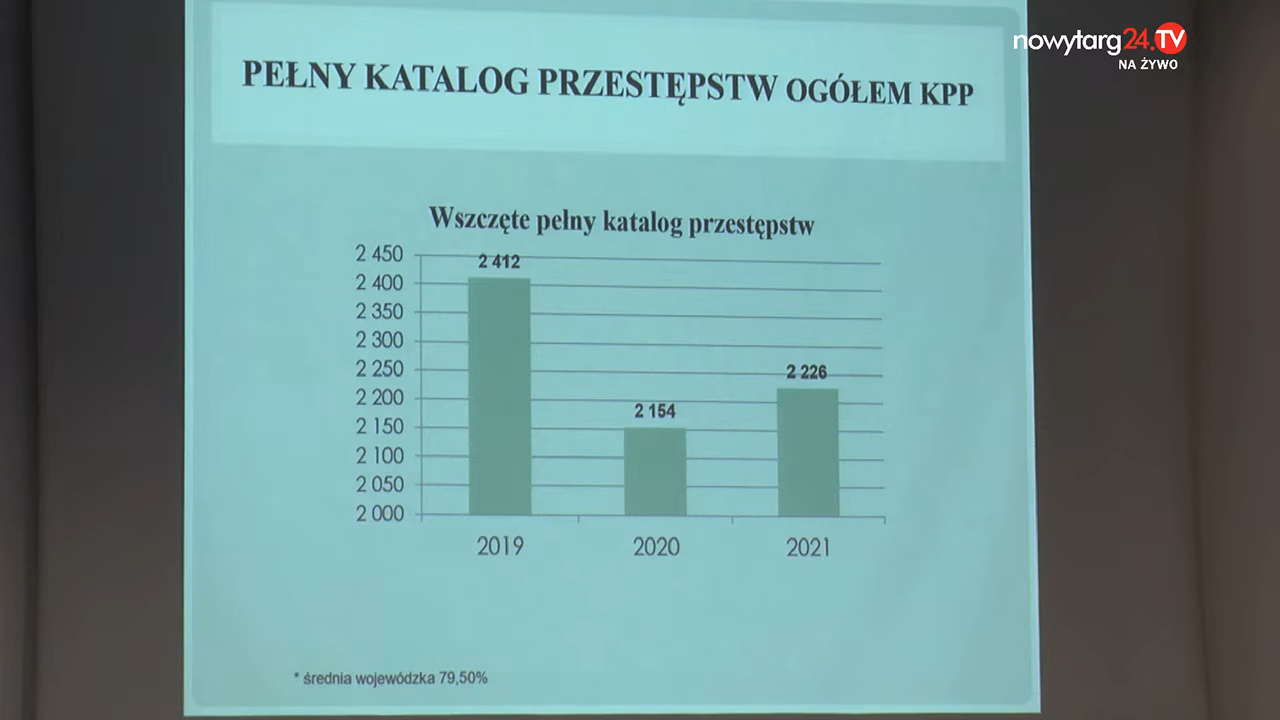 nowytarg24.TV
NA ŻYWO
PEŁNY KATALOG PRZESTĘPSTW OGÓŁEM KPP
Wszczęte pełny katalog przestępstw
2 450
2 400
2 350
2 300
2 250
2 200
2 150
2 100
2 050
2 000
2 412
2 154
2 226
2019 2020 2021
* średnia wojewódzka 79,50%